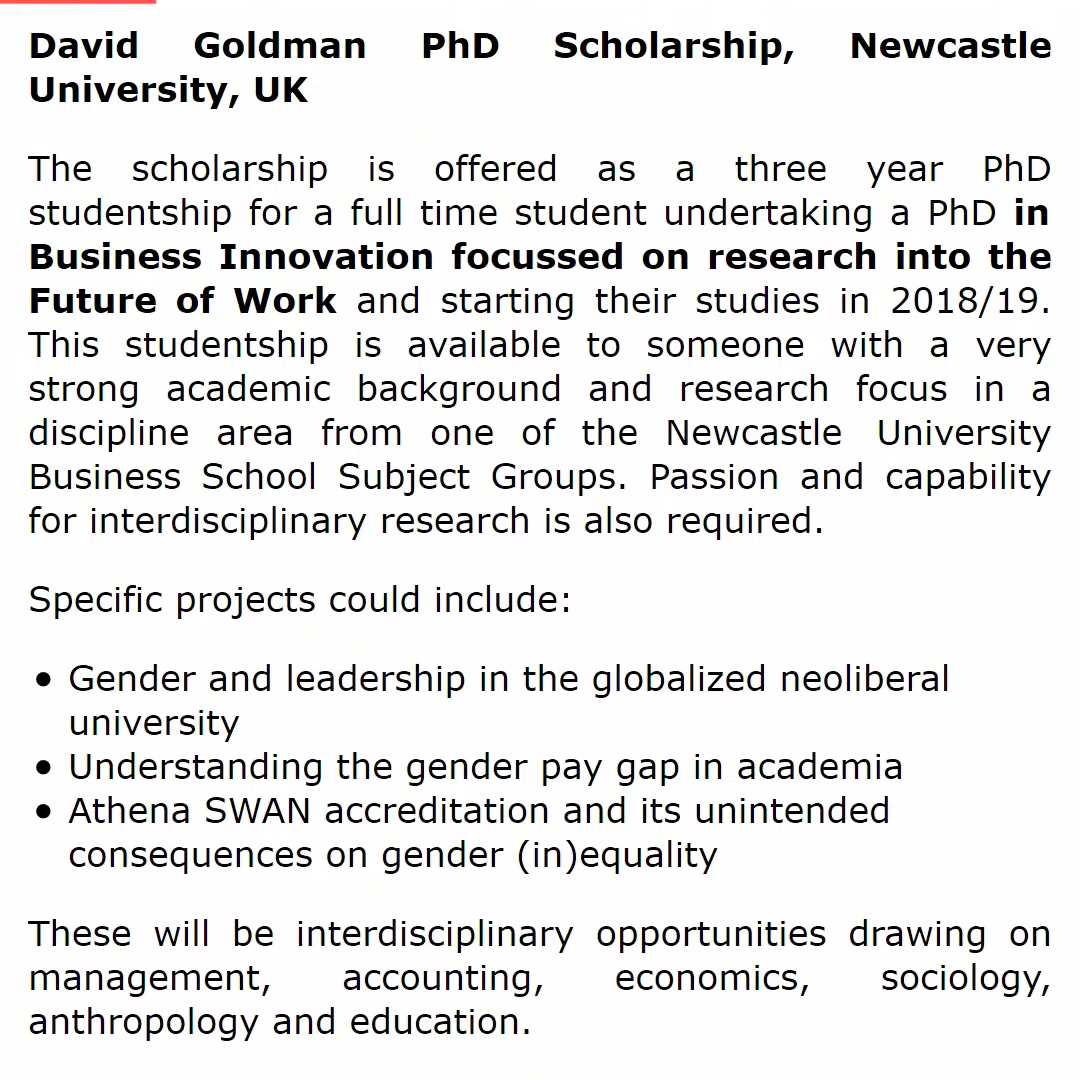 David Goldman PhD Scholarship, Newcastle
University, UK
The scholarship is offered as a three year PhD
studentship for a full time student undertaking a PhD in
Business Innovation focussed on research into the
Future of Work and starting their studies in 2018/19.
This studentship is available to someone with a very
strong academic background and research focus in a
discipline area from one of the Newcastle University
Business School Subject Groups. Passion and capability
for interdisciplinary research is also required.
Specific projects could include:
• Gender and leadership in the globalized neoliberal
university
• Understanding the gender pay gap in academia
• Athena SWAN accreditation and its unintended
consequences on gender (in)equality
These will be interdisciplinary opportunities drawing on
management, accounting, economics, sociology,
anthropology and education.